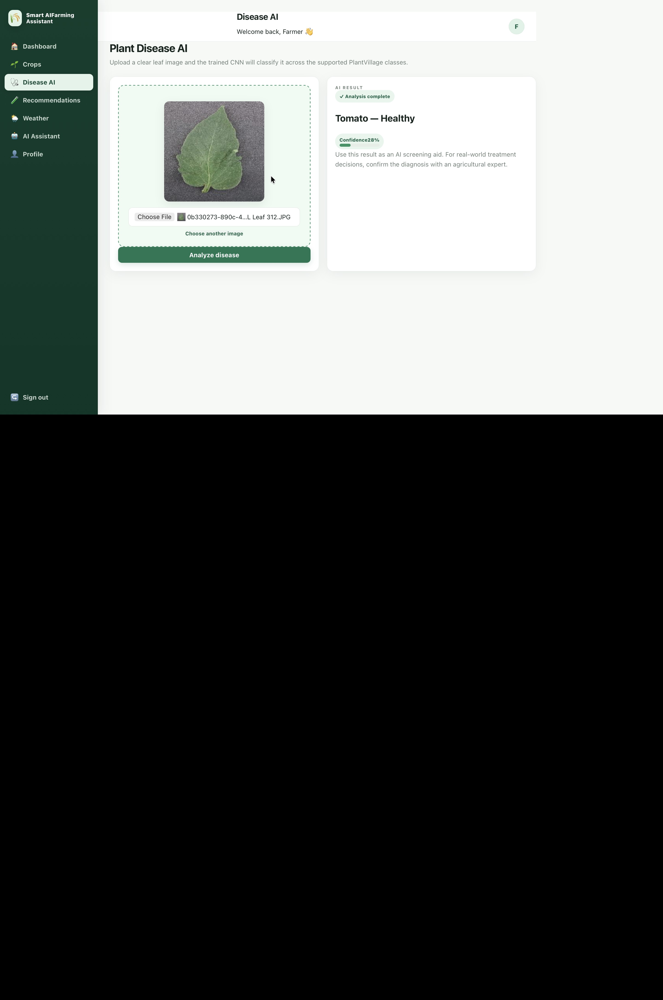 Smart AIFarming
Assistant
Dashboard
Crops
Disease AI
Recommendations
Weather
AI Assistant
Profile
Sign out
Disease AI
Welcome back, Farmer 👋
F
Plant Disease AI
Upload a clear leaf image and the trained CNN will classify it across the supported PlantVillage classes.
Choose File 0b330273-890c-4...L Leaf 312.JPG
Choose another image
Analyze disease
AI RESULT
✓ Analysis complete
Tomato — Healthy
Confidence28%
Use this result as an AI screening aid. For real-world treatment
decisions, confirm the diagnosis with an agricultural expert.